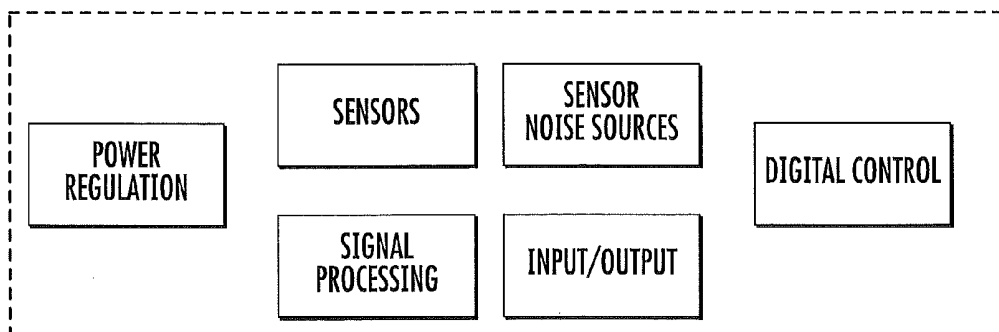 POWER
REGULATION
SENSORS
SENSOR
NOISE SOURCES
SIGNAL
PROCESSING
INPUT/OUTPUT
DIGITAL CONTROL